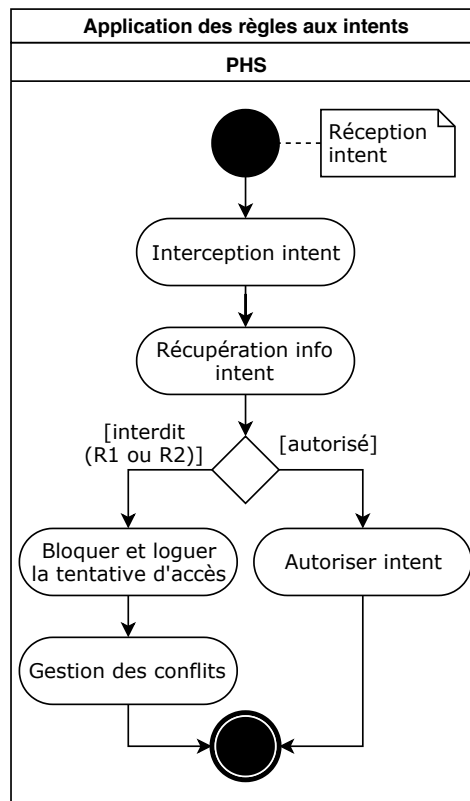 Application des règles aux intents
PHS
Réception
intent
Interception intent
Récupération info
intent
[interdit
(R1 ou R2)]
[autorisé]
Bloquer et loguer
la tentative d'accès
Autoriser intent
Gestion des conflits